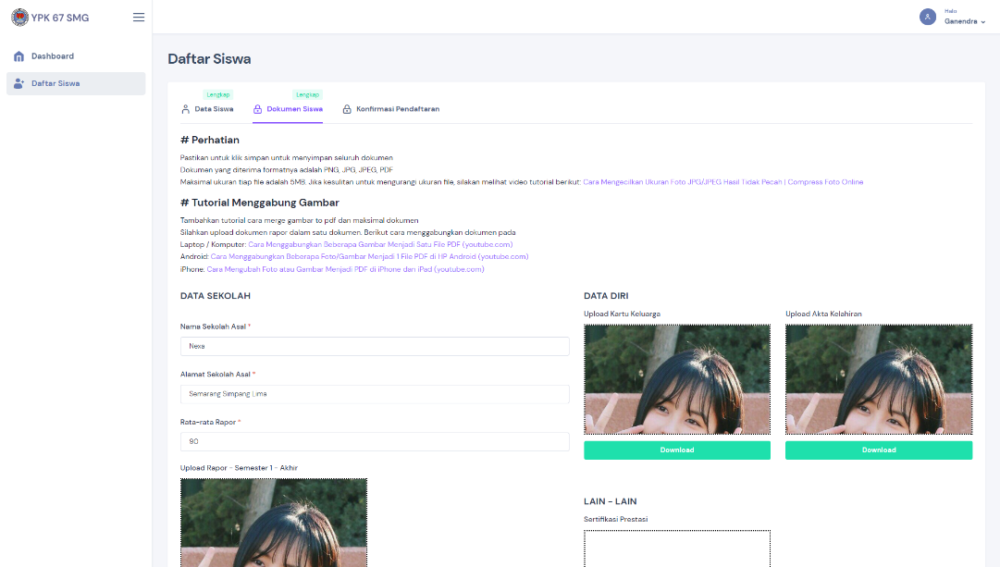 YPK 67 SMG
Halo
Ganendra
Dashboard
Daftar Siswa
Daftar Siswa
Lengkap
Lengkap
Data Siswa
Dokumen Siswa
Konfirmasi Pendaftaran
# Perhatian
Pastikan untuk klik simpan untuk menyimpan seluruh dokumen
Dokumen yang diterima formatnya adalah PNG, JPG, JPEG, PDF
Maksimal ukuran tiap file adalah 5MB. Jika kesulitan untuk mengurangi ukuran file, silakan melihat video tutorial berikut: Cara Mengecilkan Ukuran Foto JPG/JPEG Hasil Tidak Pecah | Compress Foto Online
# Tutorial Menggabung Gambar
Tambahkan tutorial cara merge gambar to pdf dan maksimal dokumen
Silahkan upload dokumen rapor dalam satu dokumen. Berikut cara menggabungkan dokumen pada
Laptop / Komputer: Cara Menggabungkan Beberapa Gambar Menjadi Satu File PDF (youtube.com)
Android: Cara Menggabungkan Beberapa Foto/Gambar Menjadi 1 File PDF di HP Android (youtube.com)
iPhone: Cara Mengubah Foto atau Gambar Menjadi PDF di iPhone dan iPad (youtube.com)
DATA SEKOLAH
Nama Sekolah Asal *
Nexa
Alamat Sekolah Asal *
Semarang Simpang Lima
Rata-rata Rapor *
90
Upload Rapor - Semester 1 - Akhir
DATA DIRI
Upload Kartu Keluarga
Upload Akta Kelahiran
Download
Download
LAIN - LAIN
Sertifikasi Prestasi